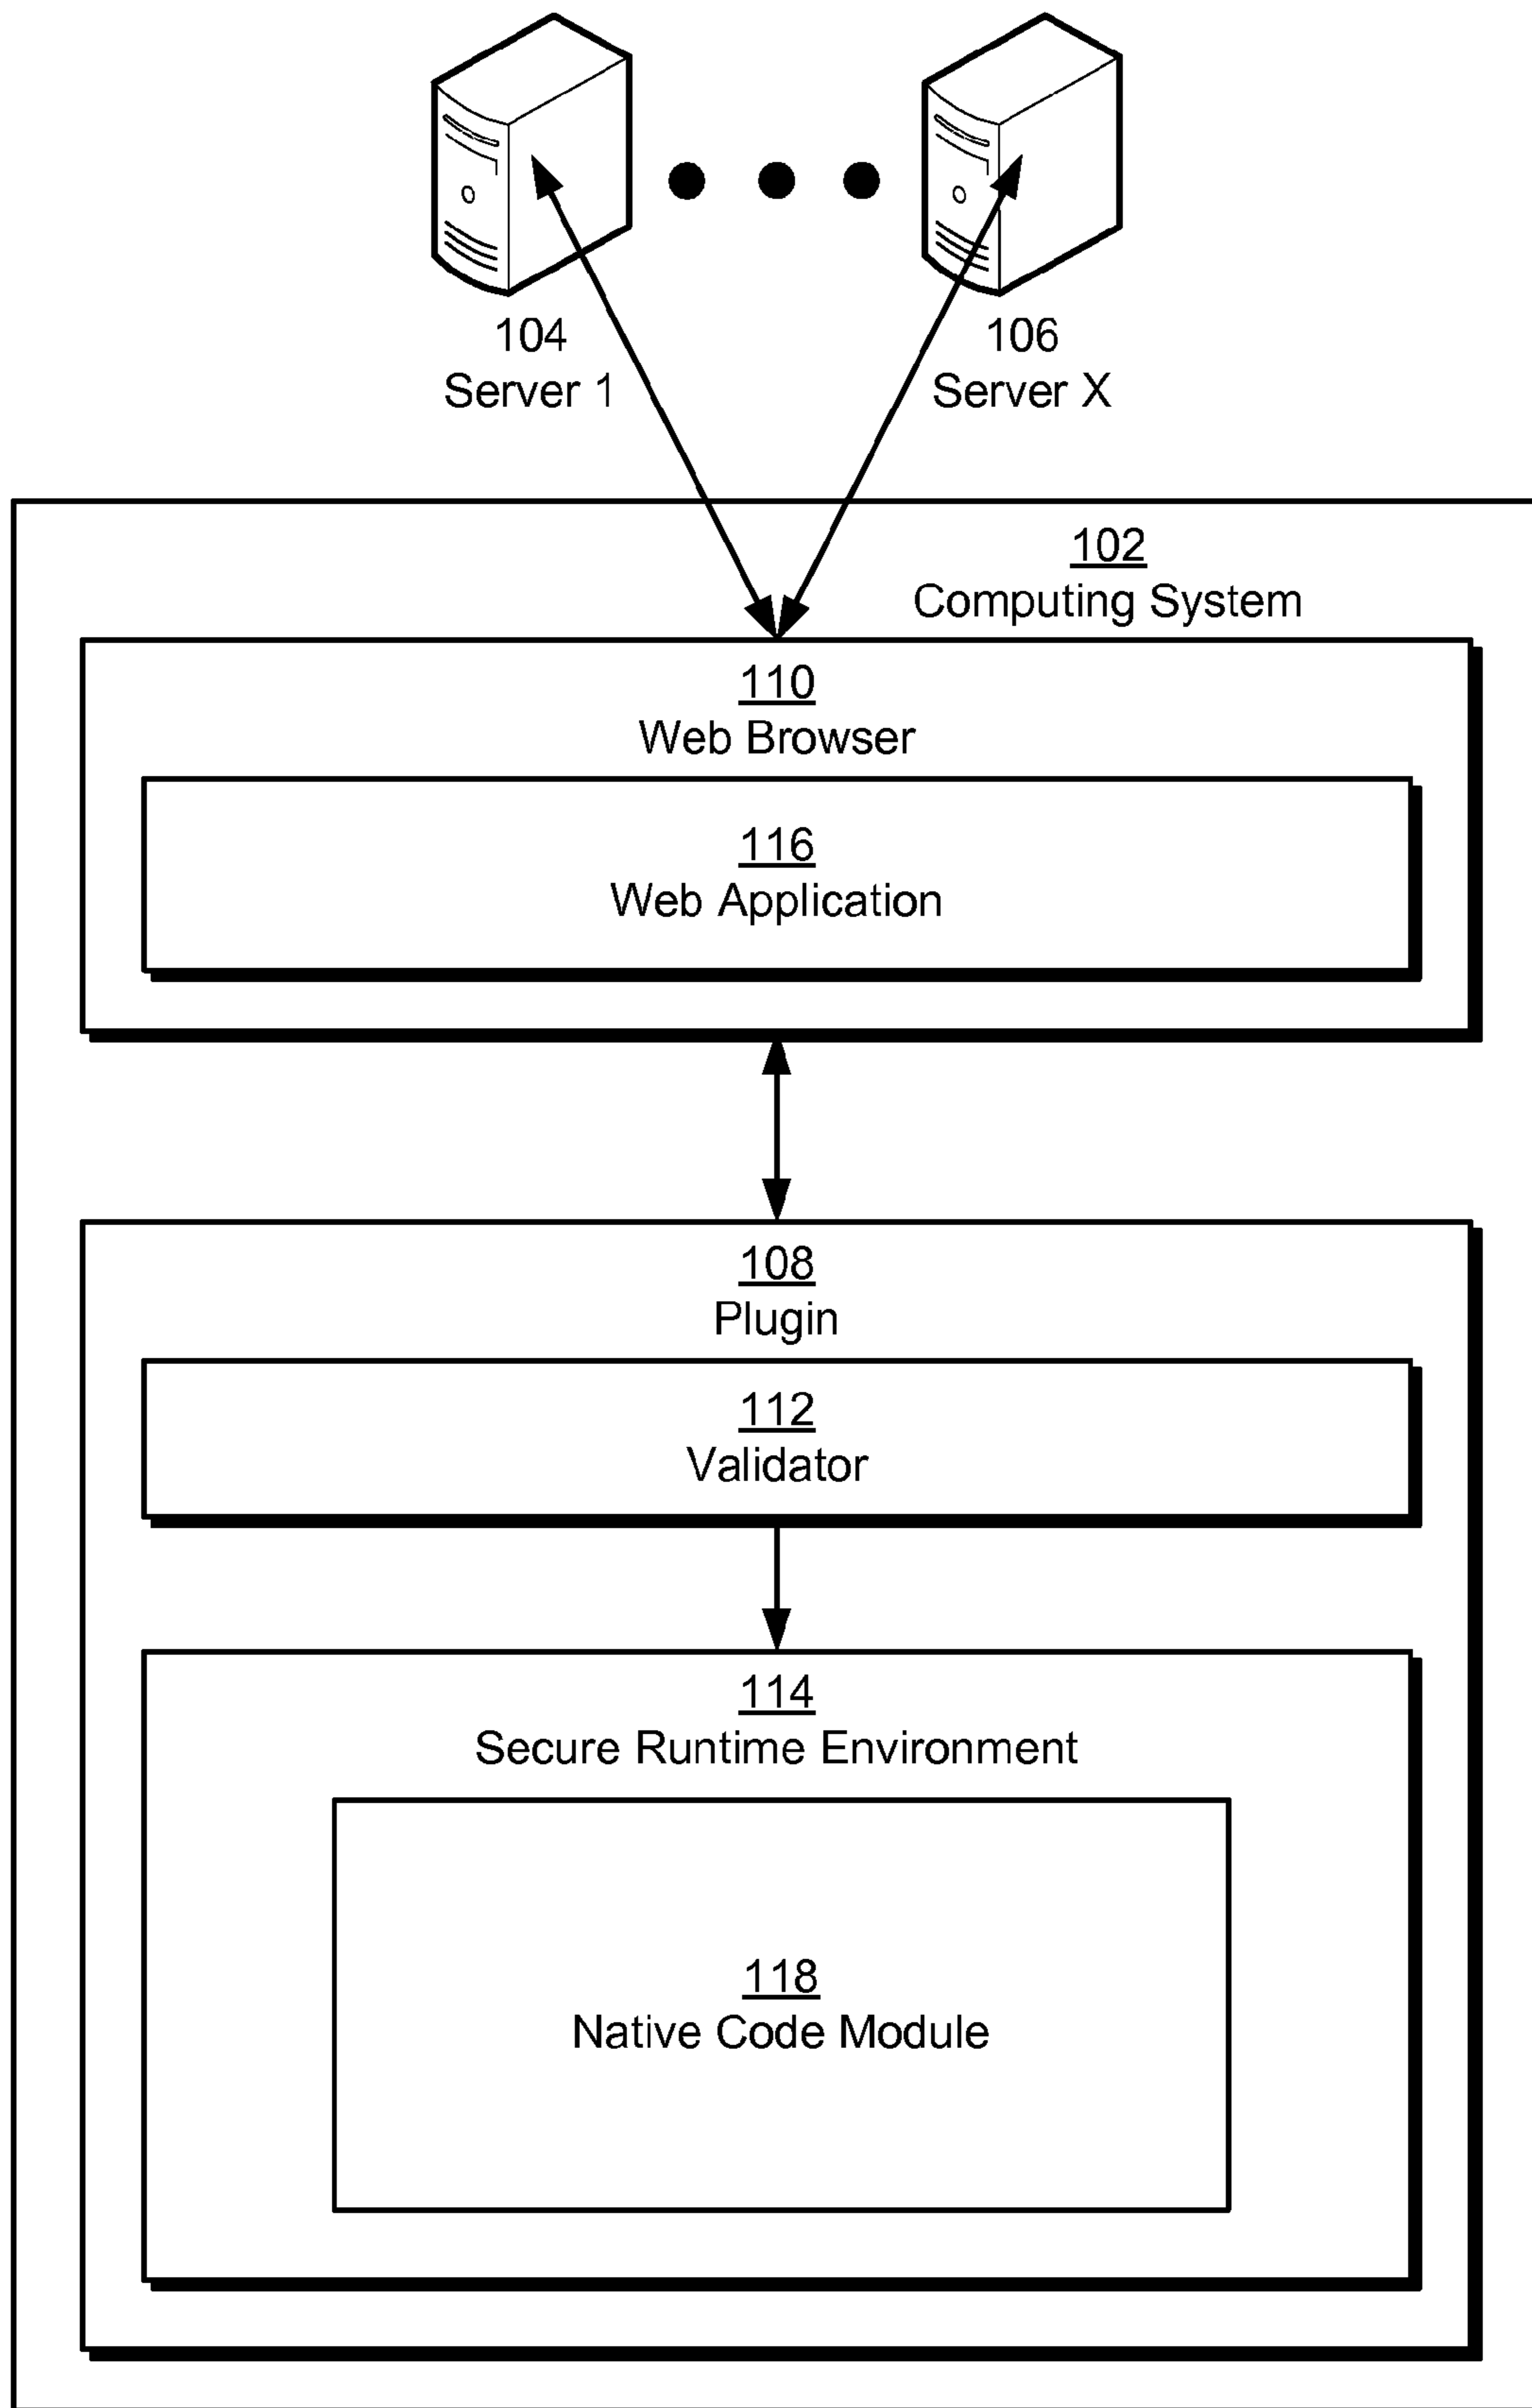 104
Server 1
106
Server X
102
Computing System
110
Web Browser
116
Web Application
108
Plugin
112
Validator
114
Secure Runtime Environment
118
Native Code Module